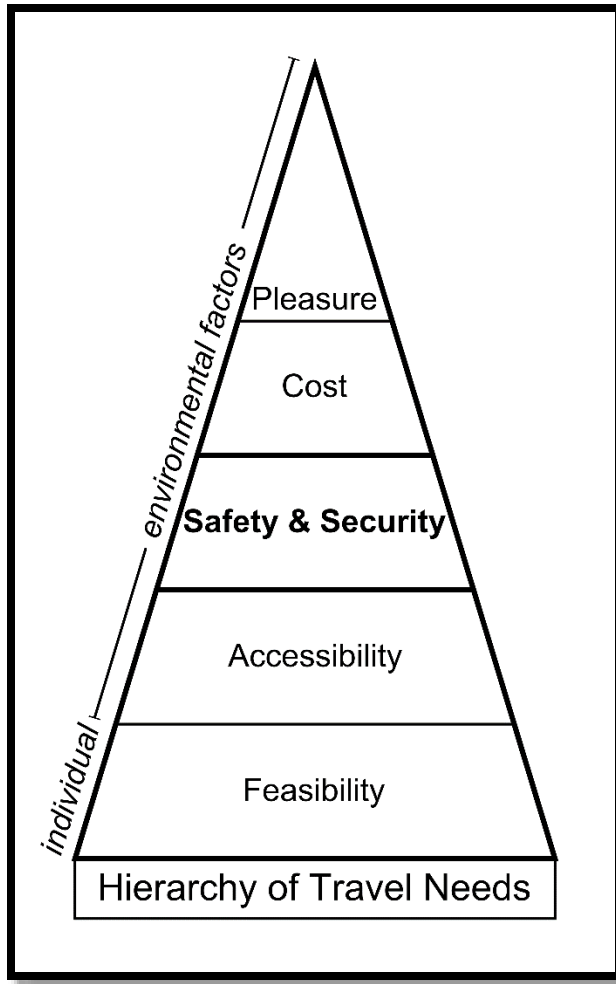 environmental factors
individual
Pleasure
Cost
Safety & Security
Accessibility
Feasibility
Hierarchy of Travel Needs